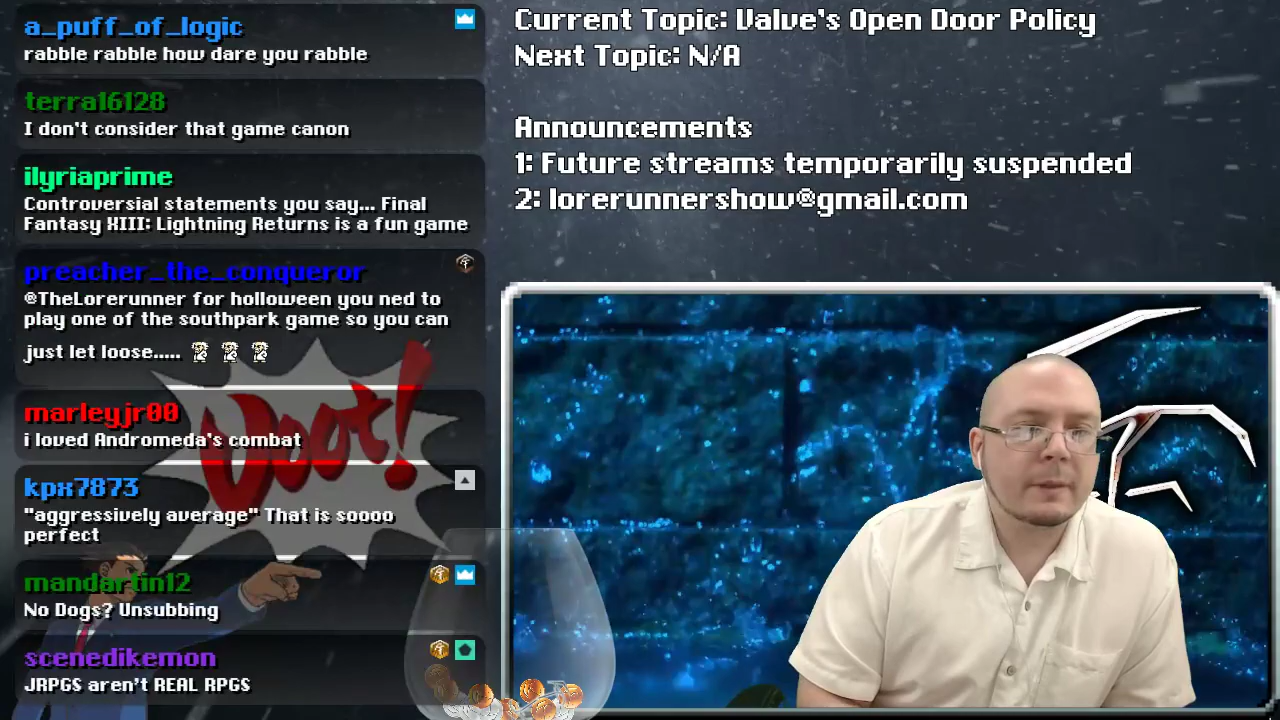 a_puff_of_logic
rabble rabble how dare you rabble
terra16128
I don't consider that game canon
ilyriaprime
Controversial statements you say... Final
Fantasy XIII: Lightning Returns is a fun game
preacher_the_conqueror
@TheLorerunner for holloween you ned to
play one of the southpark game so you can
just let loose.....
marleyjr00
i loved Andromeda's combat
kpx7873
"aggressively average" That is soooo
perfect
mandartin12
No Dogs? Unsubbing
scenedikemon
JRPGS aren't REAL RPGS
Voot!
Current Topic: Valve's Open Door Policy
Next Topic: N/A
Announcements
1: Future streams temporarily suspended
2: lorerunnershow@gmail.com